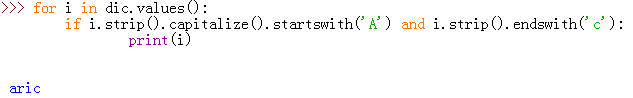 >>> for i in dic.values():
        if i.strip().capitalize().startswith('A') and i.strip().endswith('c'):
                print(i)
 aric